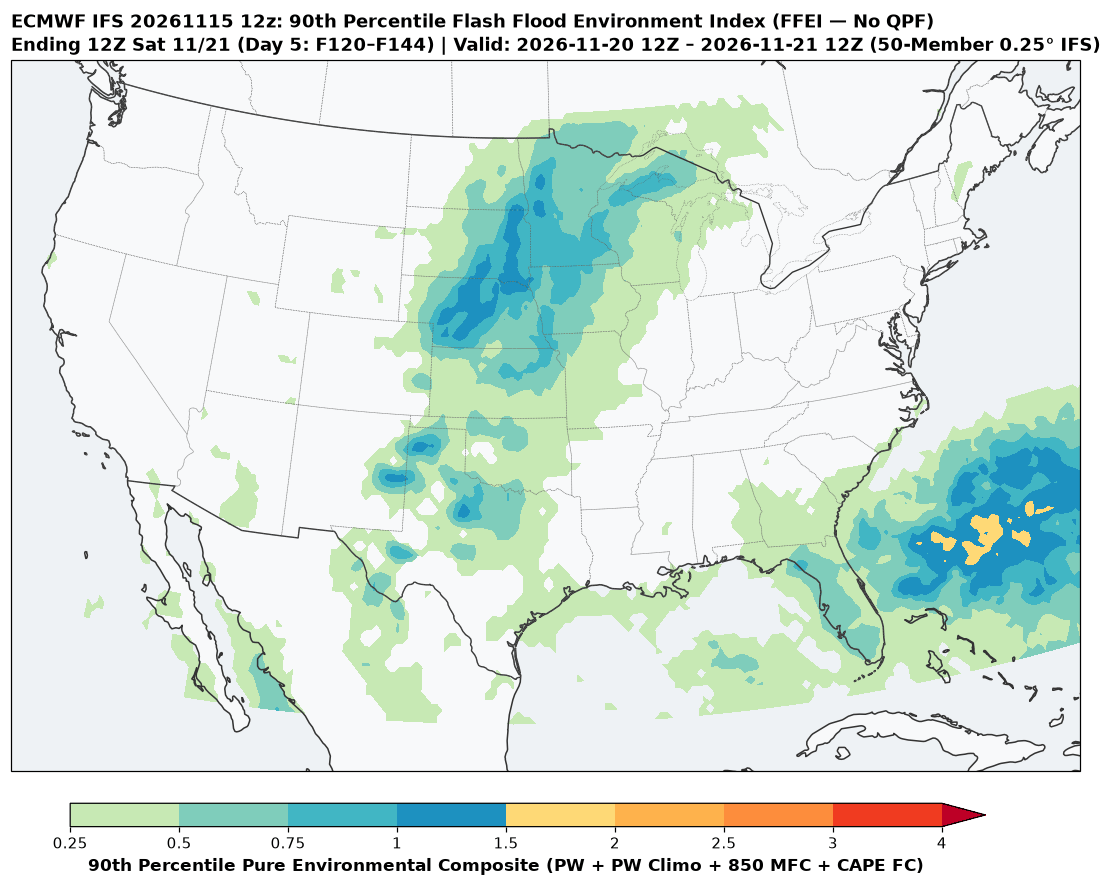 ECMWF IFS 20261115 12z: 90th Percentile Flash Flood Environment Index (FFEI — No QPF)
Ending 12Z Sat 11/21 (Day 5: F120–F144) | Valid: 2026-11-20 12Z – 2026-11-21 12Z (50-Member 0.25° IFS)
0.25 0.5 0.75 1 1.5 2 2.5 3 4
90th Percentile Pure Environmental Composite (PW + PW Climo + 850 MFC + CAPE FC)